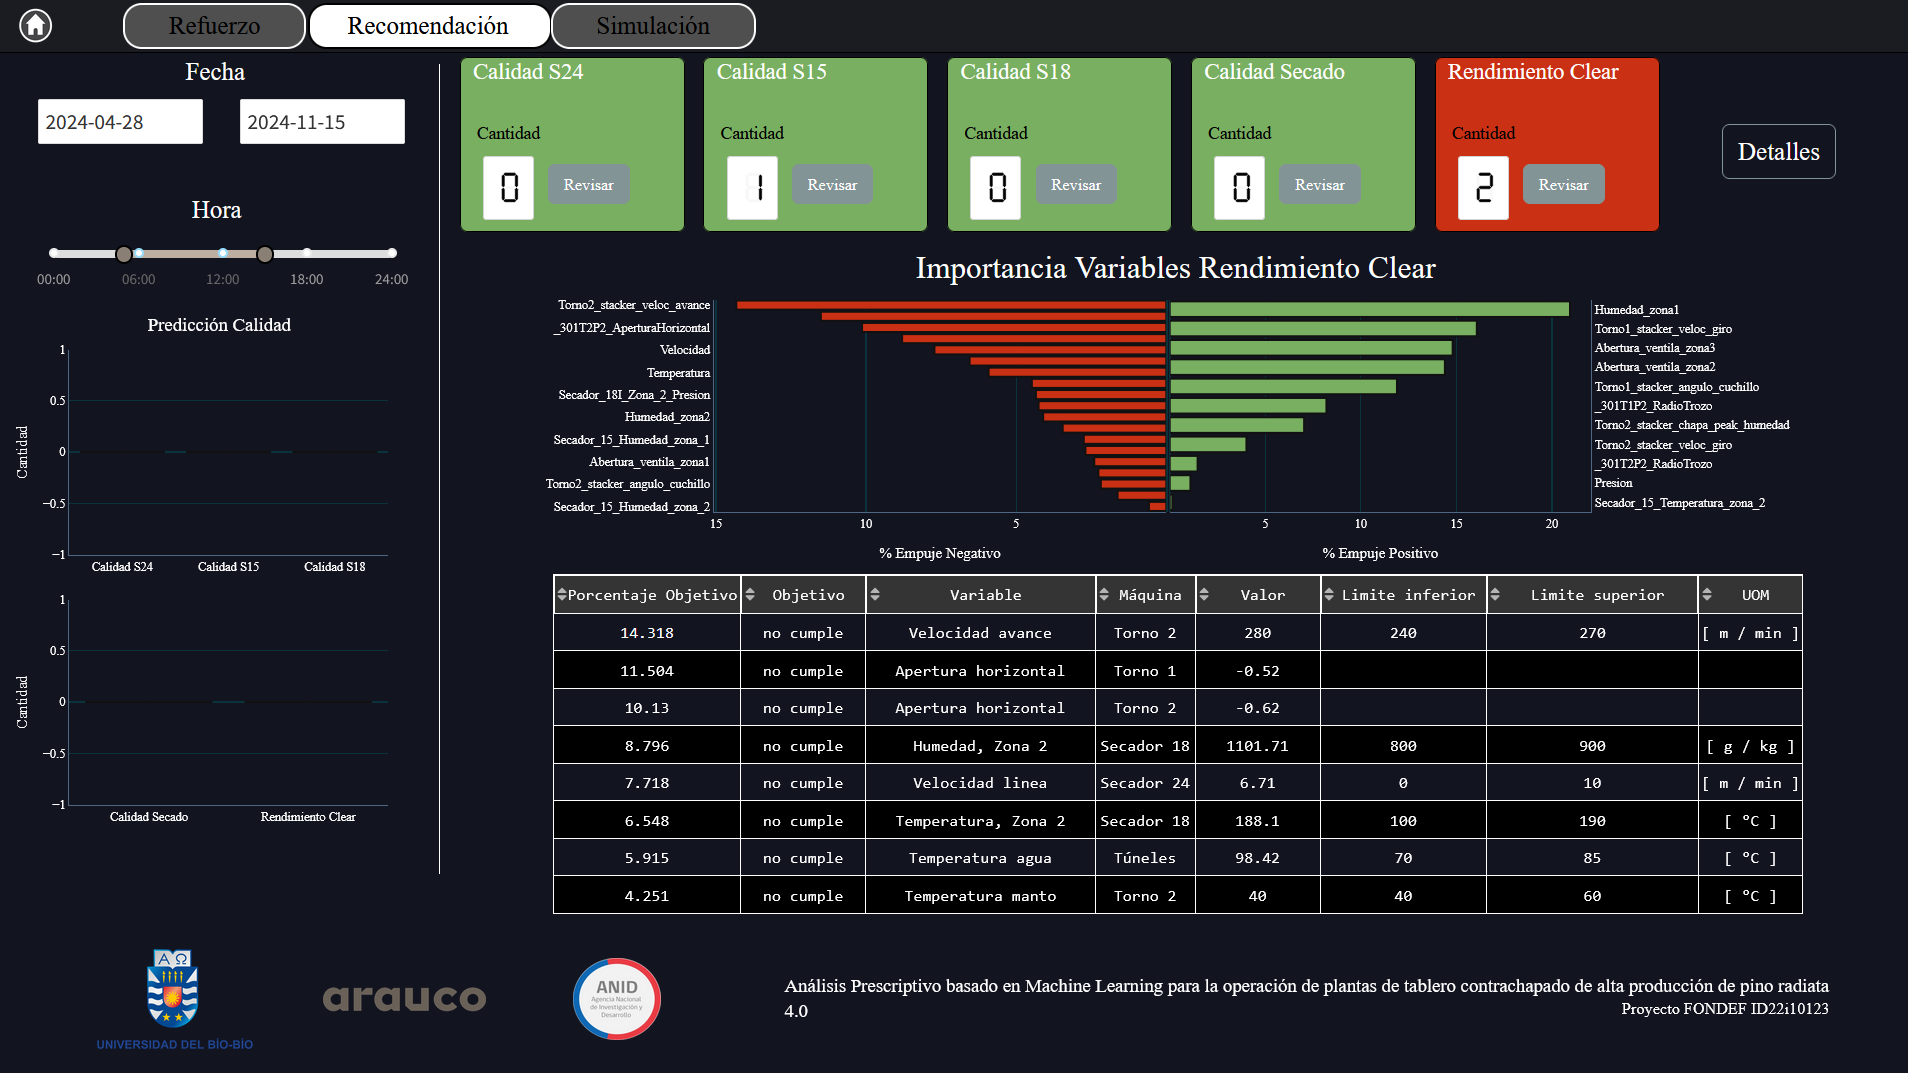 Refuerzo
Recomendación
Simulación
Fecha
2024-04-28
2024-11-15
Hora
00:00 06:00 12:00 18:00 24:00
Predicción Calidad
Cantidad
1
0.5
0
−0.5
−1
Calidad S24 Calidad S15 Calidad S18
Cantidad
1
0.5
0
−0.5
−1
Calidad Secado Rendimiento Clear
Calidad S24
Cantidad
0 Revisar
Calidad S15
Cantidad
1 Revisar
Calidad S18
Cantidad
0 Revisar
Calidad Secado
Cantidad
0 Revisar
Rendimiento Clear
Cantidad
2 Revisar
Detalles
Importancia Variables Rendimiento Clear
Torno2_stacker_veloc_avance
_301T2P2_AperturaHorizontal
Velocidad
Temperatura
Secador_18I_Zona_2_Presion
Humedad_zona2
Secador_15_Humedad_zona_1
Abertura_ventila_zona1
Torno2_stacker_angulo_cuchillo
Secador_15_Humedad_zona_2
15 10 5
% Empuje Negativo
Humedad_zona1
Torno1_stacker_veloc_giro
Abertura_ventila_zona3
Abertura_ventila_zona2
Torno1_stacker_angulo_cuchillo
_301T1P2_RadioTrozo
Torno2_stacker_chapa_peak_humedad
Torno2_stacker_veloc_giro
_301T2P2_RadioTrozo
Presion
Secador_15_Temperatura_zona_2
5 10 15 20
% Empuje Positivo
Porcentaje Objetivo Objetivo Variable Máquina Valor Limite inferior Limite superior UOM
14.318 no cumple Velocidad avance Torno 2 280 240 270 [ m / min ]
11.504 no cumple Apertura horizontal Torno 1 -0.52
10.13 no cumple Apertura horizontal Torno 2 -0.62
8.796 no cumple Humedad, Zona 2 Secador 18 1101.71 800 900 [ g / kg ]
7.718 no cumple Velocidad linea Secador 24 6.71 0 10 [ m / min ]
6.548 no cumple Temperatura, Zona 2 Secador 18 188.1 100 190 [ ºC ]
5.915 no cumple Temperatura agua Túneles 98.42 70 85 [ ºC ]
4.251 no cumple Temperatura manto Torno 2 40 40 60 [ ºC ]
ΑΩ
UNIVERSIDAD DEL BÍO-BÍO
arauco
ANID
Agencia Nacional
de Investigación y
Desarrollo
Análisis Prescriptivo basado en Machine Learning para la operación de plantas de tablero contrachapado de alta producción de pino radiata
4.0
Proyecto FONDEF ID22i10123